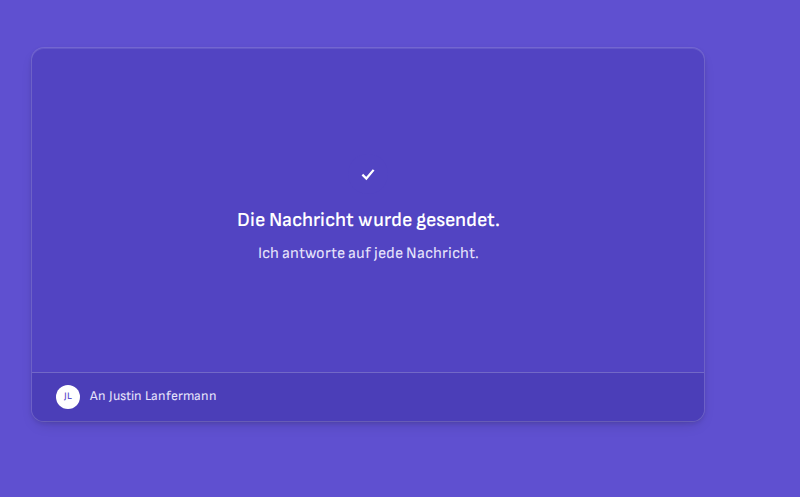 Die Nachricht wurde gesendet.
Ich antworte auf jede Nachricht.
JL An Justin Lanfermann